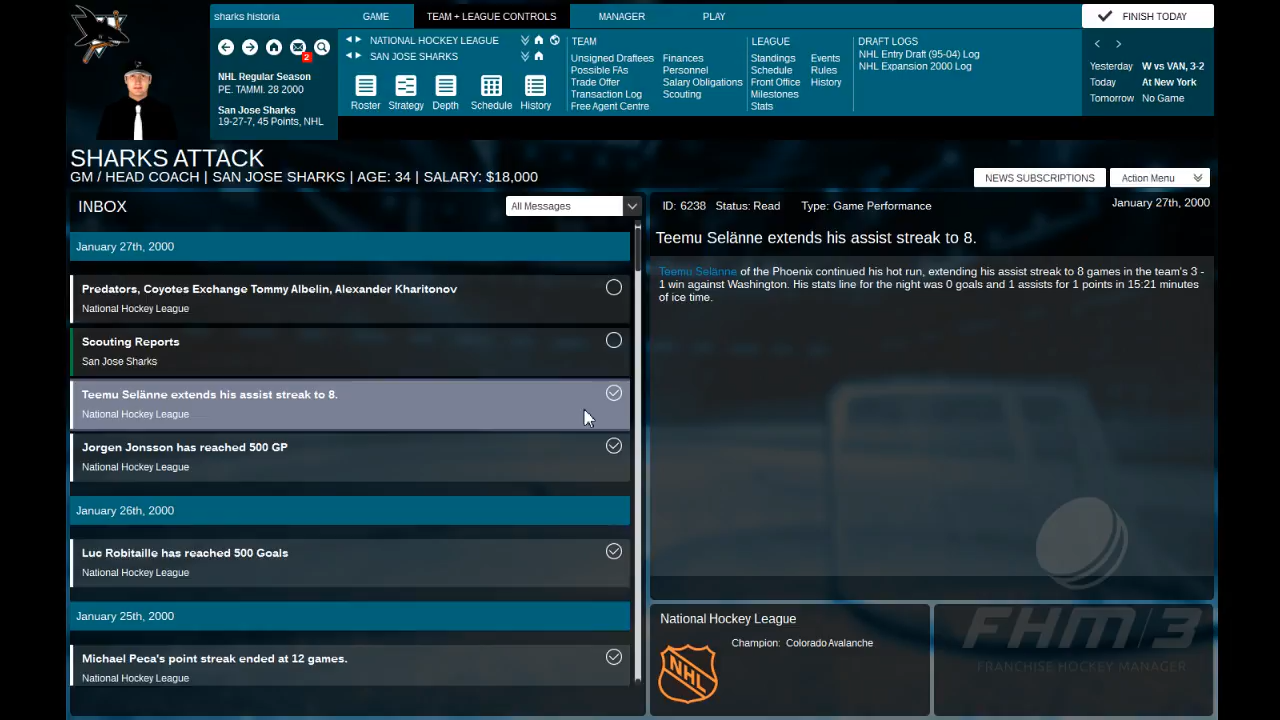 sharks historia
GAME
TEAM + LEAGUE CONTROLS
MANAGER
PLAY
FINISH TODAY
2
NHL Regular Season
PE. TAMMI. 28 2000
San Jose Sharks
19-27-7, 45 Points, NHL
NATIONAL HOCKEY LEAGUE
SAN JOSE SHARKS
Roster
Strategy
Depth
Schedule
History
TEAM
Unsigned Draftees
Possible FAs
Trade Offer
Transaction Log
Free Agent Centre
Finances
Personnel
Salary Obligations
Scouting
LEAGUE
Standings
Schedule
Front Office
Milestones
Stats
Events
Rules
History
DRAFT LOGS
NHL Entry Draft (95-04) Log
NHL Expansion 2000 Log
Yesterday W vs VAN, 3-2
Today At New York
Tomorrow No Game
SHARKS ATTACK
GM / HEAD COACH | SAN JOSE SHARKS | AGE: 34 | SALARY: $18,000
NEWS SUBSCRIPTIONS
Action Menu
INBOX
All Messages
January 27th, 2000
Predators, Coyotes Exchange Tommy Albelin, Alexander Kharitonov
National Hockey League
Scouting Reports
San Jose Sharks
Teemu Selänne extends his assist streak to 8.
National Hockey League
Jorgen Jonsson has reached 500 GP
National Hockey League
January 26th, 2000
Luc Robitaille has reached 500 Goals
National Hockey League
January 25th, 2000
Michael Peca's point streak ended at 12 games.
National Hockey League
ID: 6238 Status: Read Type: Game Performance
January 27th, 2000
Teemu Selänne extends his assist streak to 8.
Teemu Selänne of the Phoenix continued his hot run, extending his assist streak to 8 games in the team's 3 -
1 win against Washington. His stats line for the night was 0 goals and 1 assists for 1 points in 15:21 minutes
of ice time.
National Hockey League
Champion: Colorado Avalanche
NHL
FHM/3
FRANCHISE HOCKEY MANAGER